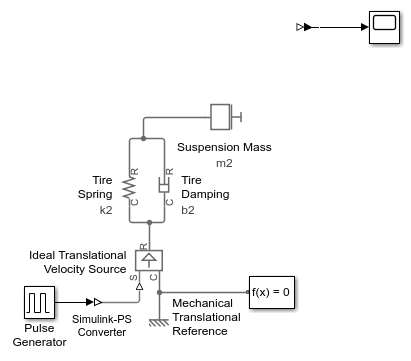 Suspension Mass
m2
R
R
Tire
Spring
k2
Tire
Damping
b2
C
C
R
Ideal Translational
Velocity Source
S
C
f(x) = 0
Mechanical
Translational
Reference
Simulink-PS
Converter
Pulse
Generator